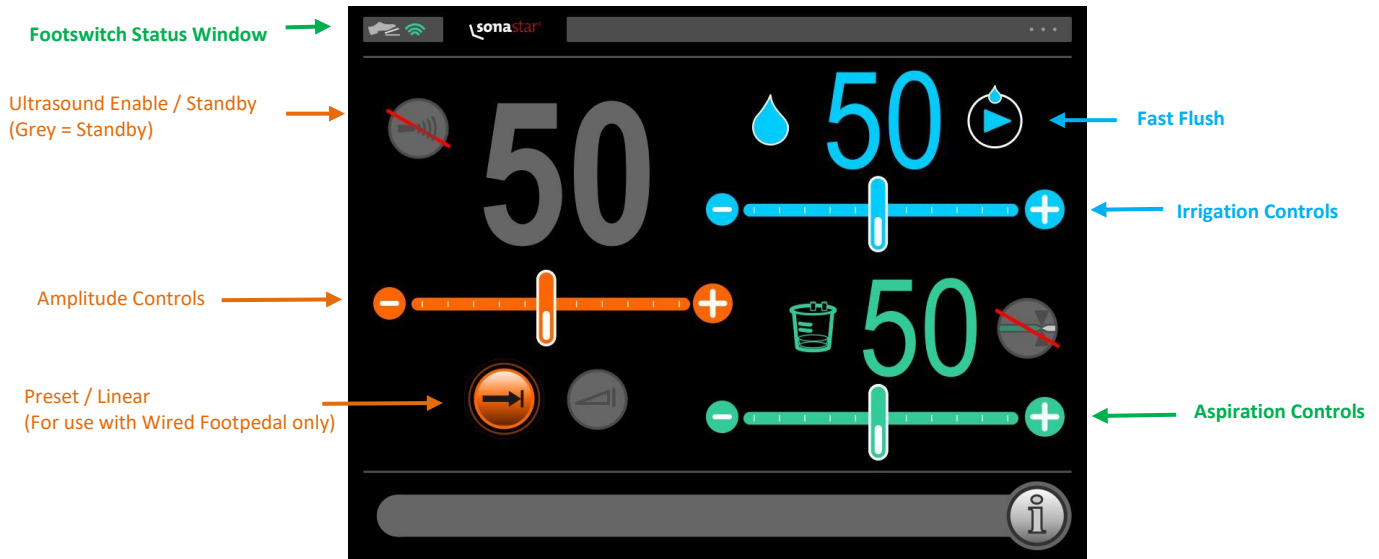 Footswitch Status Window
sonastar
...
Ultrasound Enable / Standby
(Grey = Standby)
50
50
Fast Flush
Irrigation Controls
Amplitude Controls
50
Preset / Linear
(For use with Wired Footpedal only)
Aspiration Controls
i